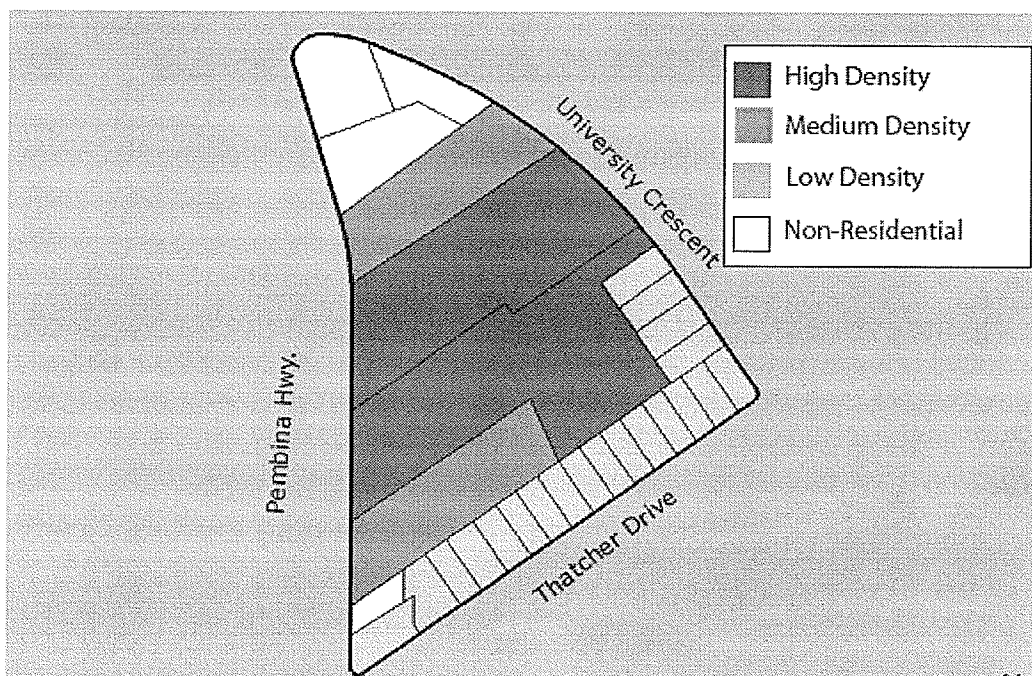 High Density
Medium Density
Low Density
Non-Residential
University Crescent
Pembina Hwy.
Thatcher Drive